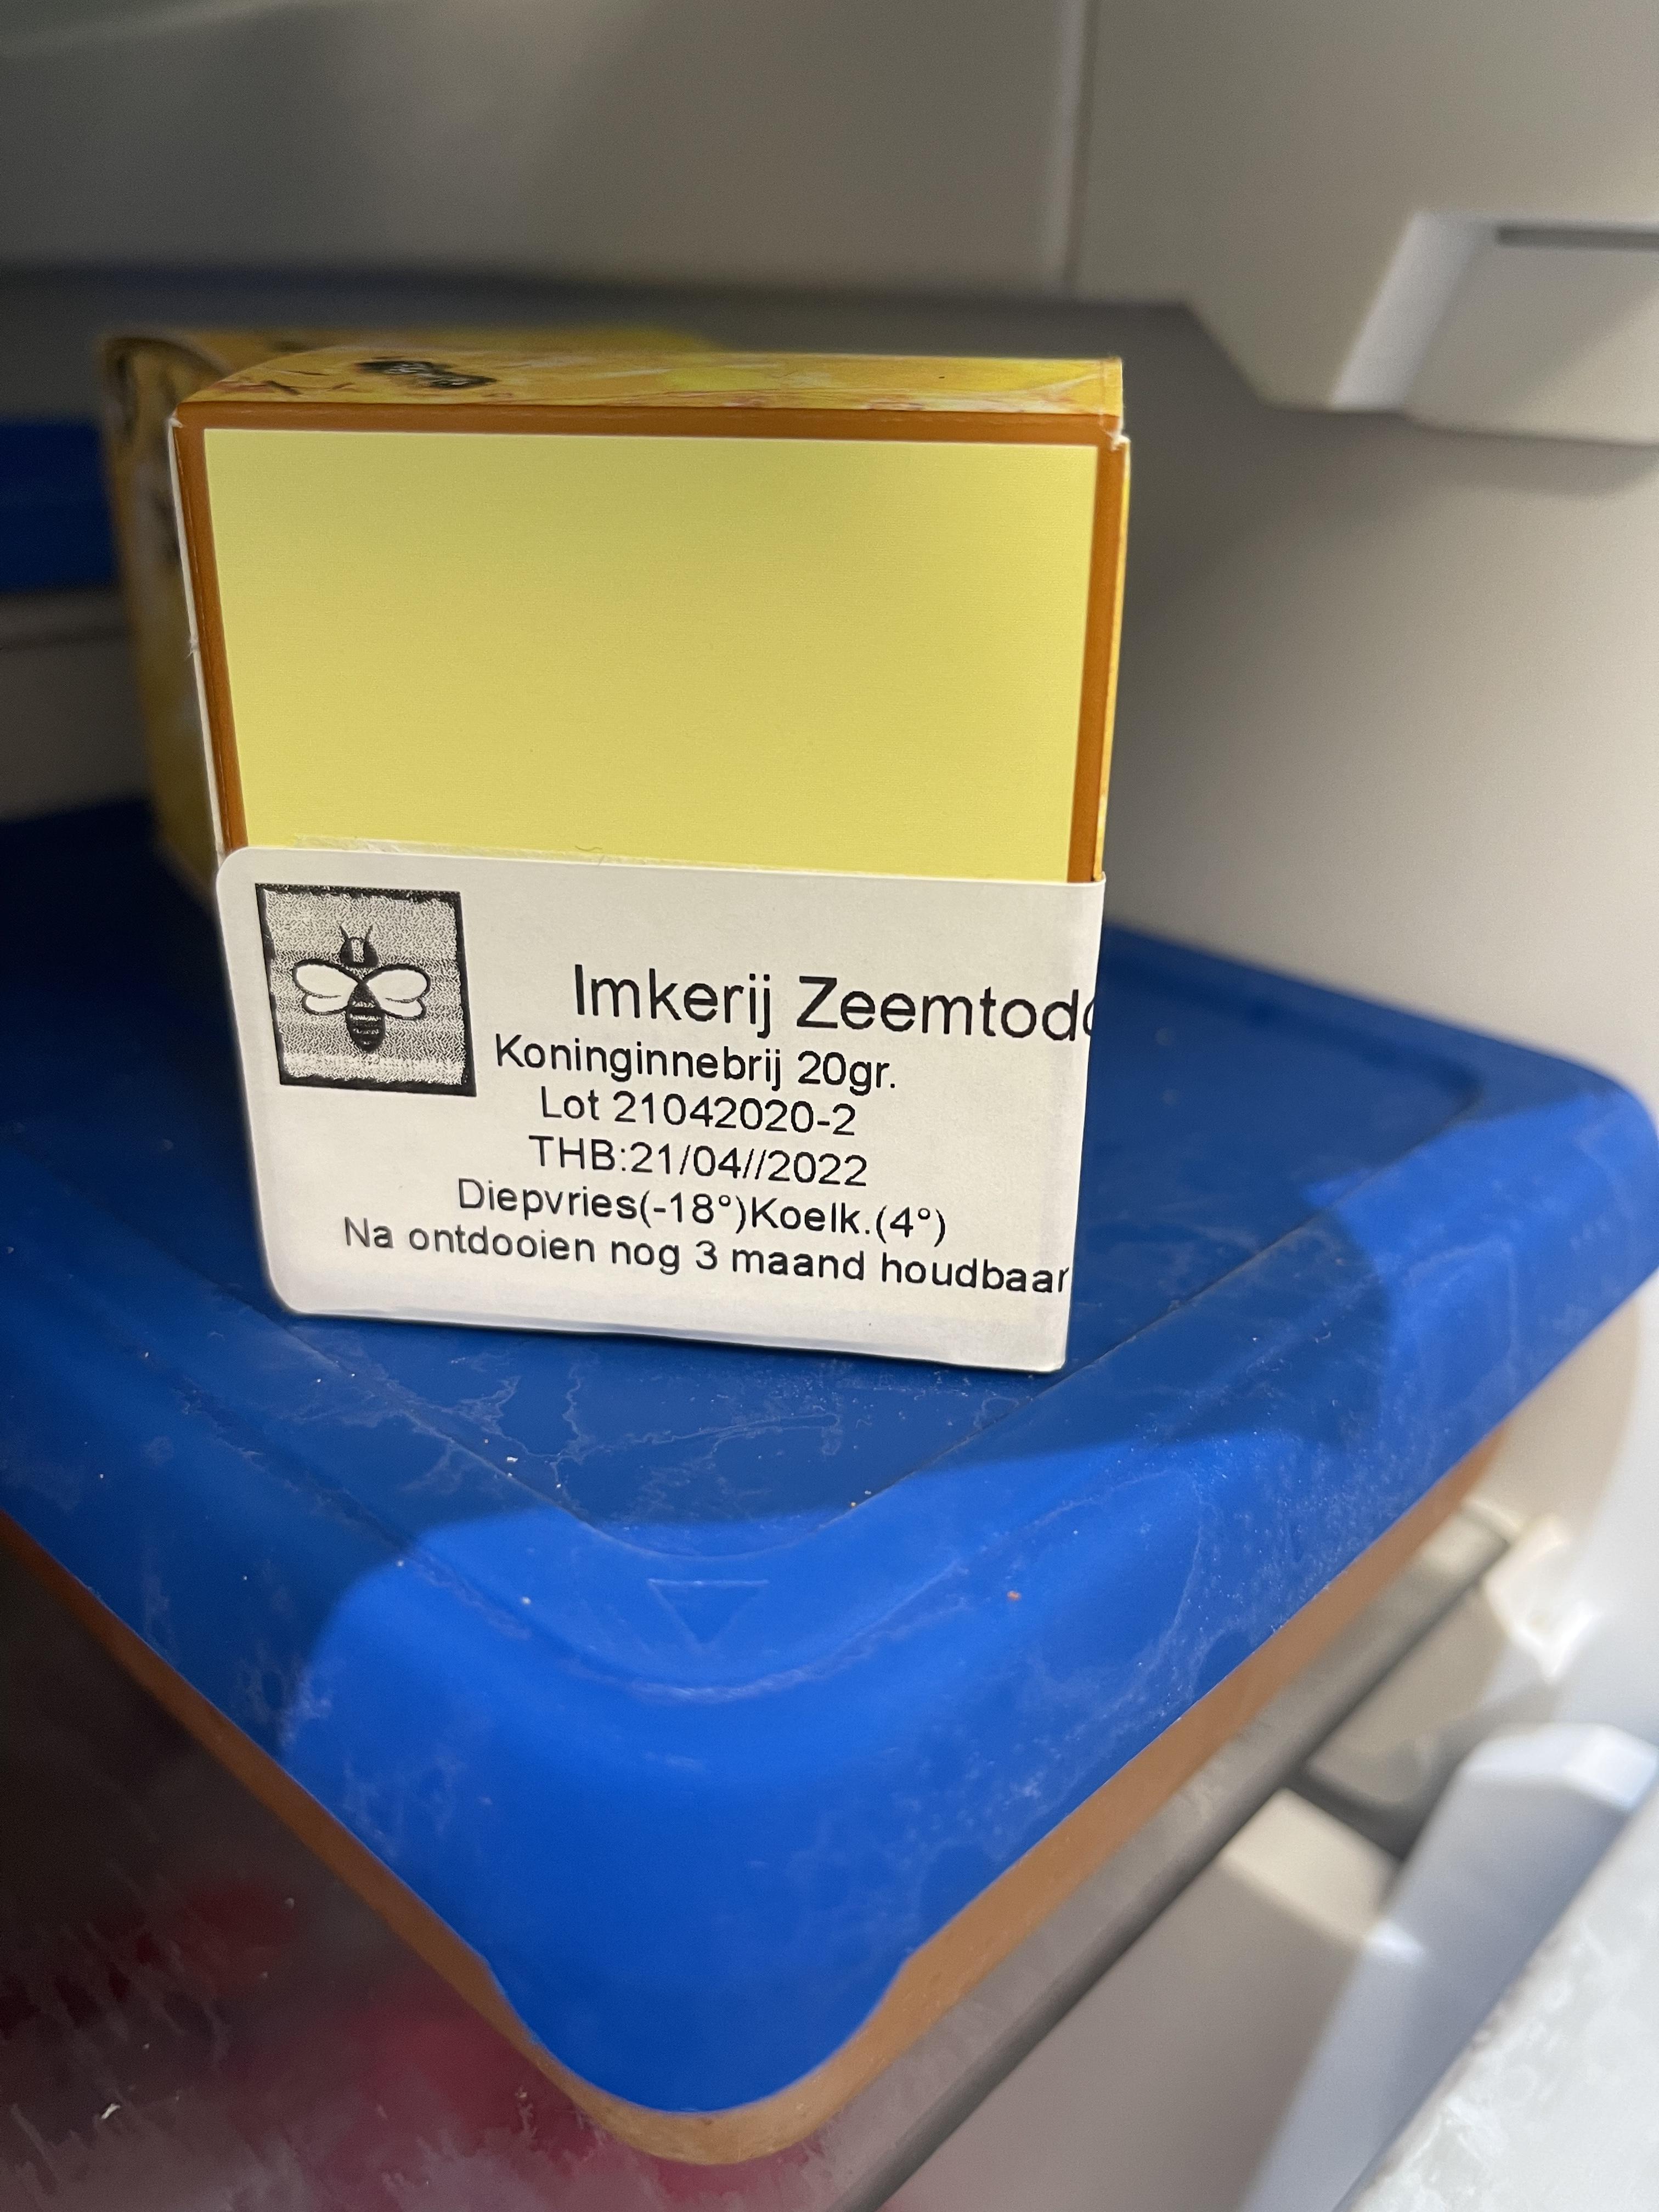 Imkerij Zeemtod
Koninginnebrij 20gr.
Lot 21042020-2
THB:21/04//2022
Diepvries(-18°)Koelk.(4°)
Na ontdooien nog 3 maand houdbaar